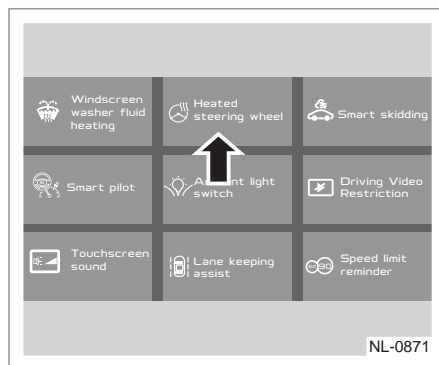 Windscreen
washer fluid
heating
Heated
steering wheel
Smart skidding
Smart pilot
light
switch
Driving Video
Restriction
Touchscreen
sound
Lane keeping
assist
Speed limit
reminder
NL-0871